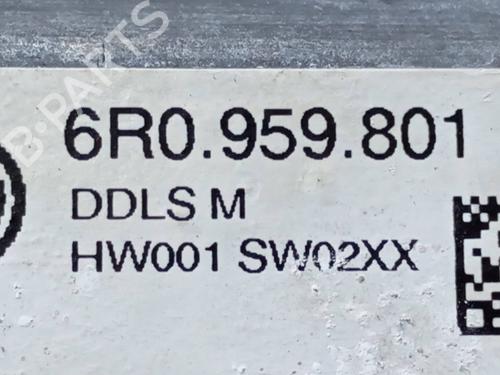 6R0.959.801
DDLS M
HW001 SW02XX
B-PARTS